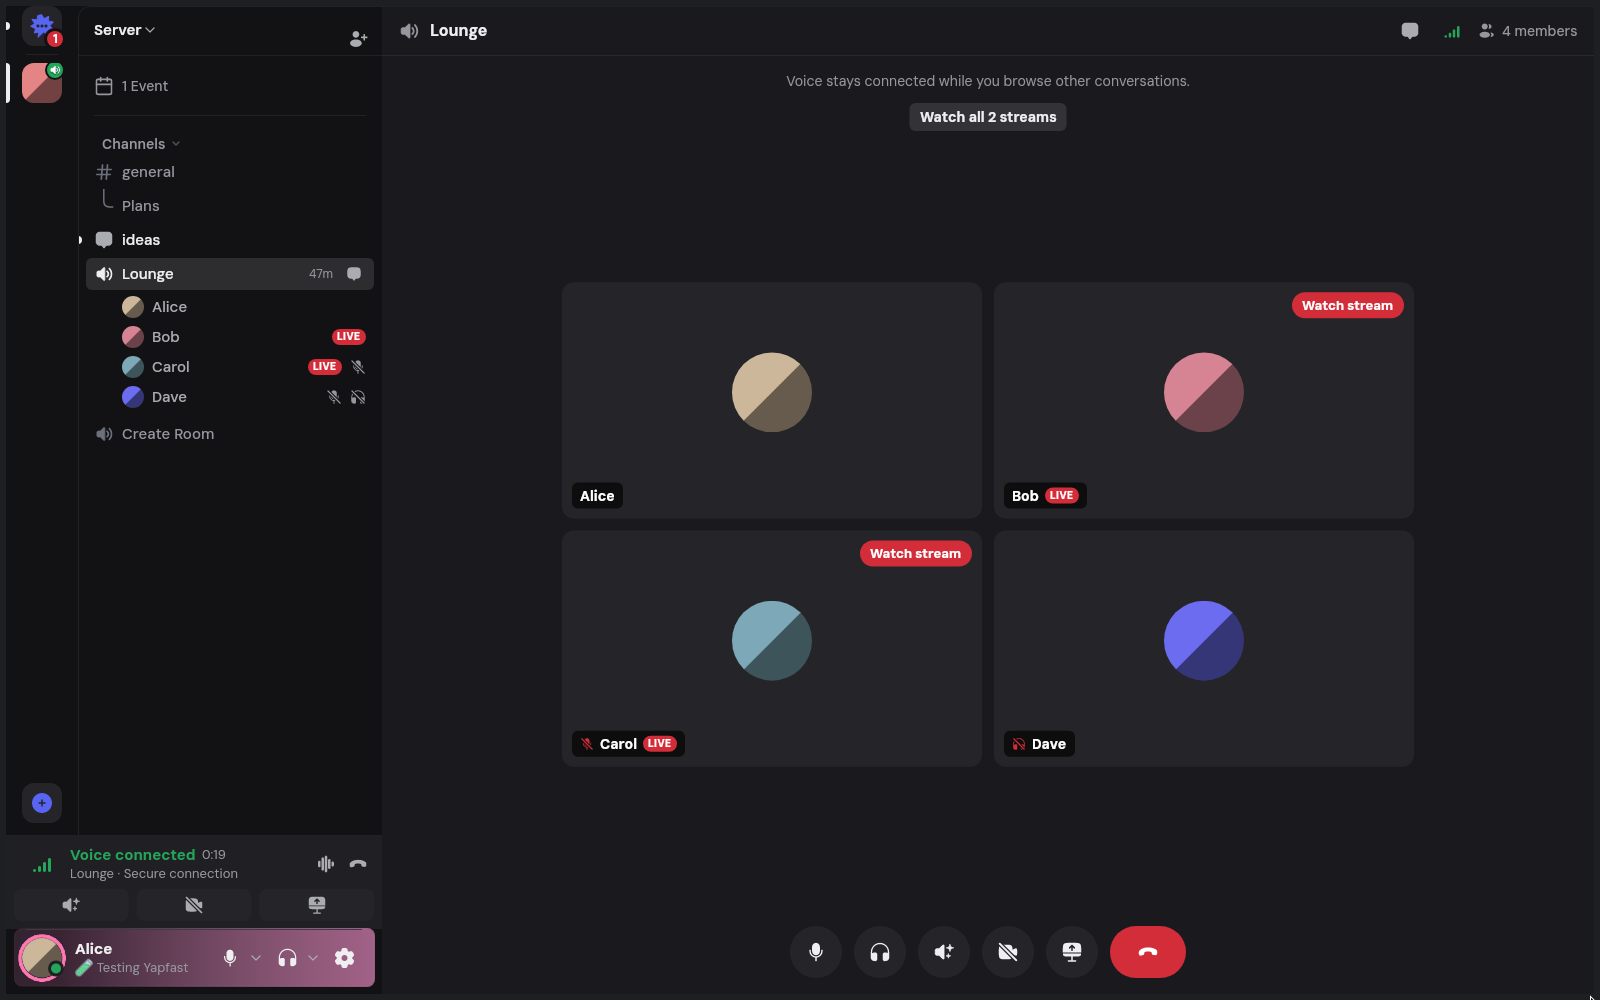 1
Server
1 Event
Channels
general
Plans
ideas
Lounge 47m
Alice
Bob LIVE
Carol LIVE
Dave
Create Room
Voice connected 0:19
Lounge · Secure connection
Alice
Testing Yapfast
Lounge
4 members
Voice stays connected while you browse other conversations.
Watch all 2 streams
Watch stream
Alice
Bob LIVE
Watch stream
Carol LIVE
Dave